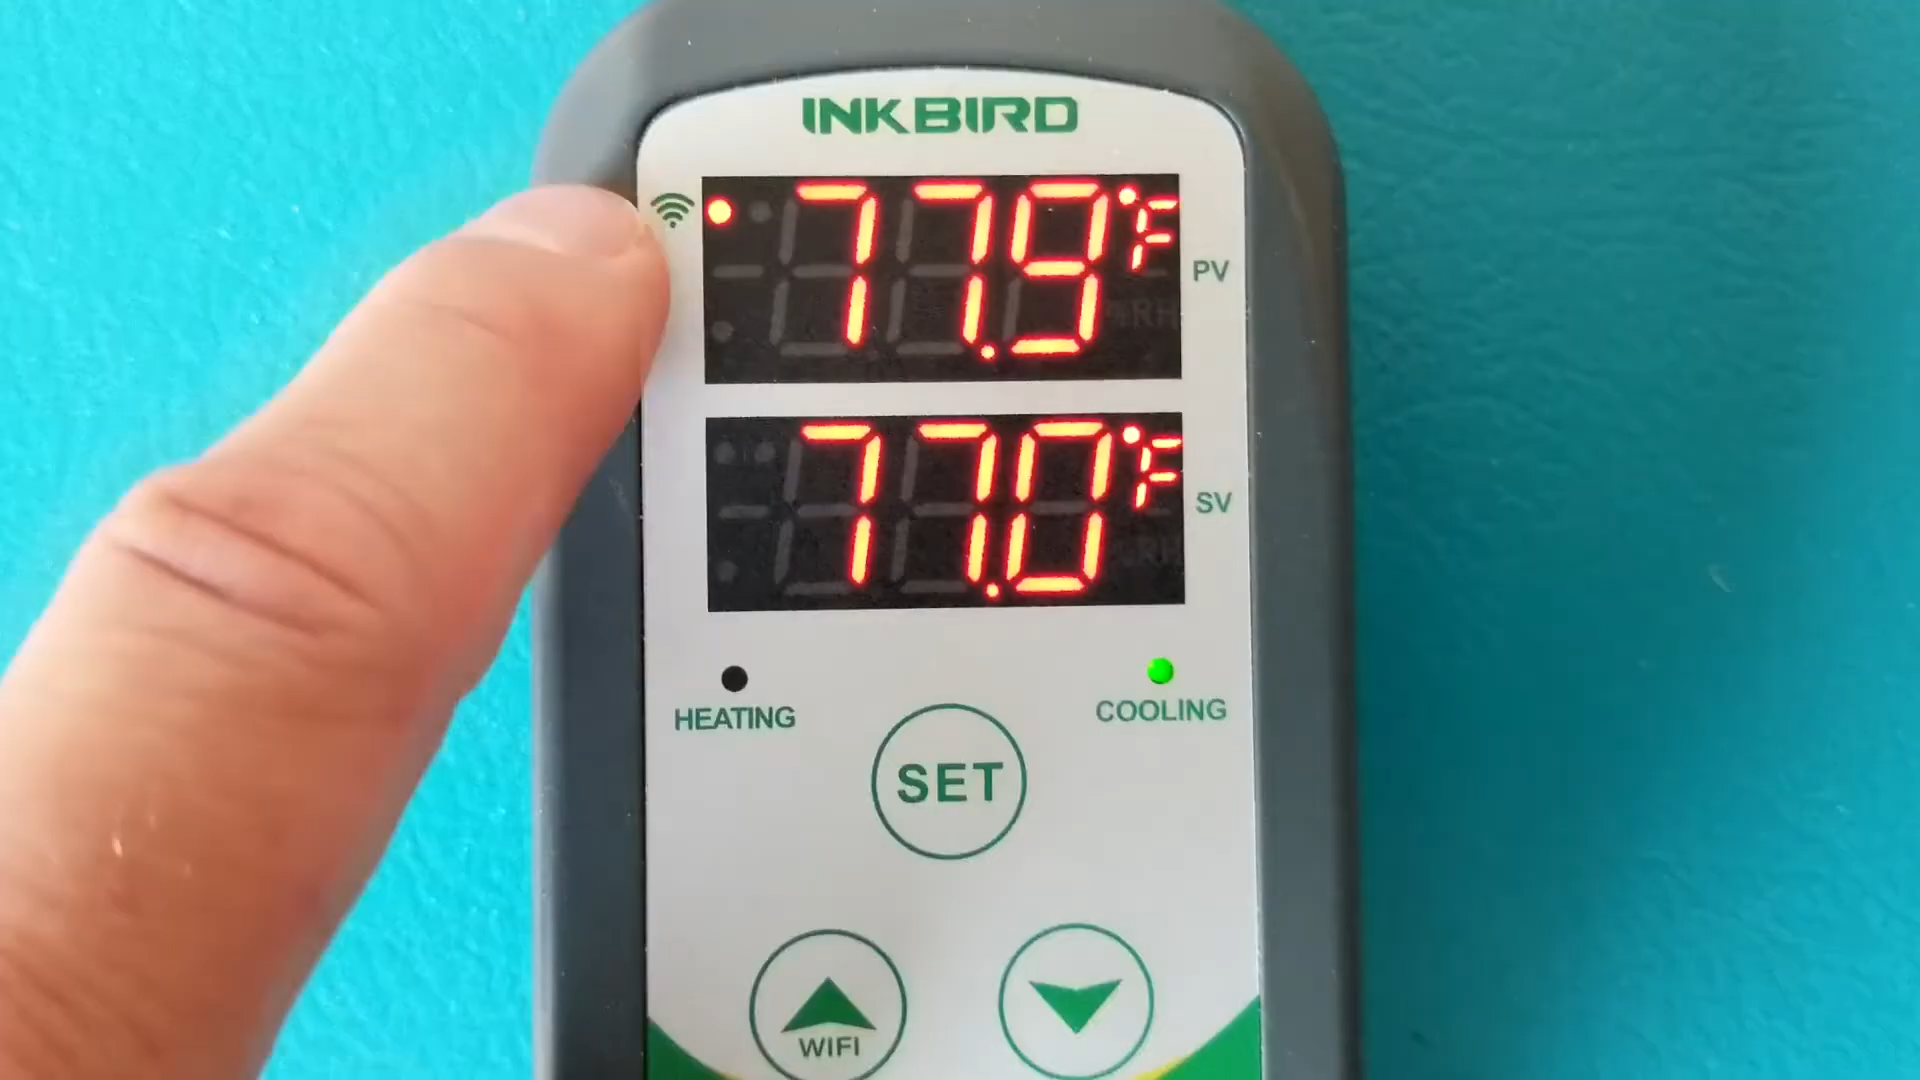 INKBIRD
77.9°F
PV
77.0°F
SV
HEATING
COOLING
SET
WIFI